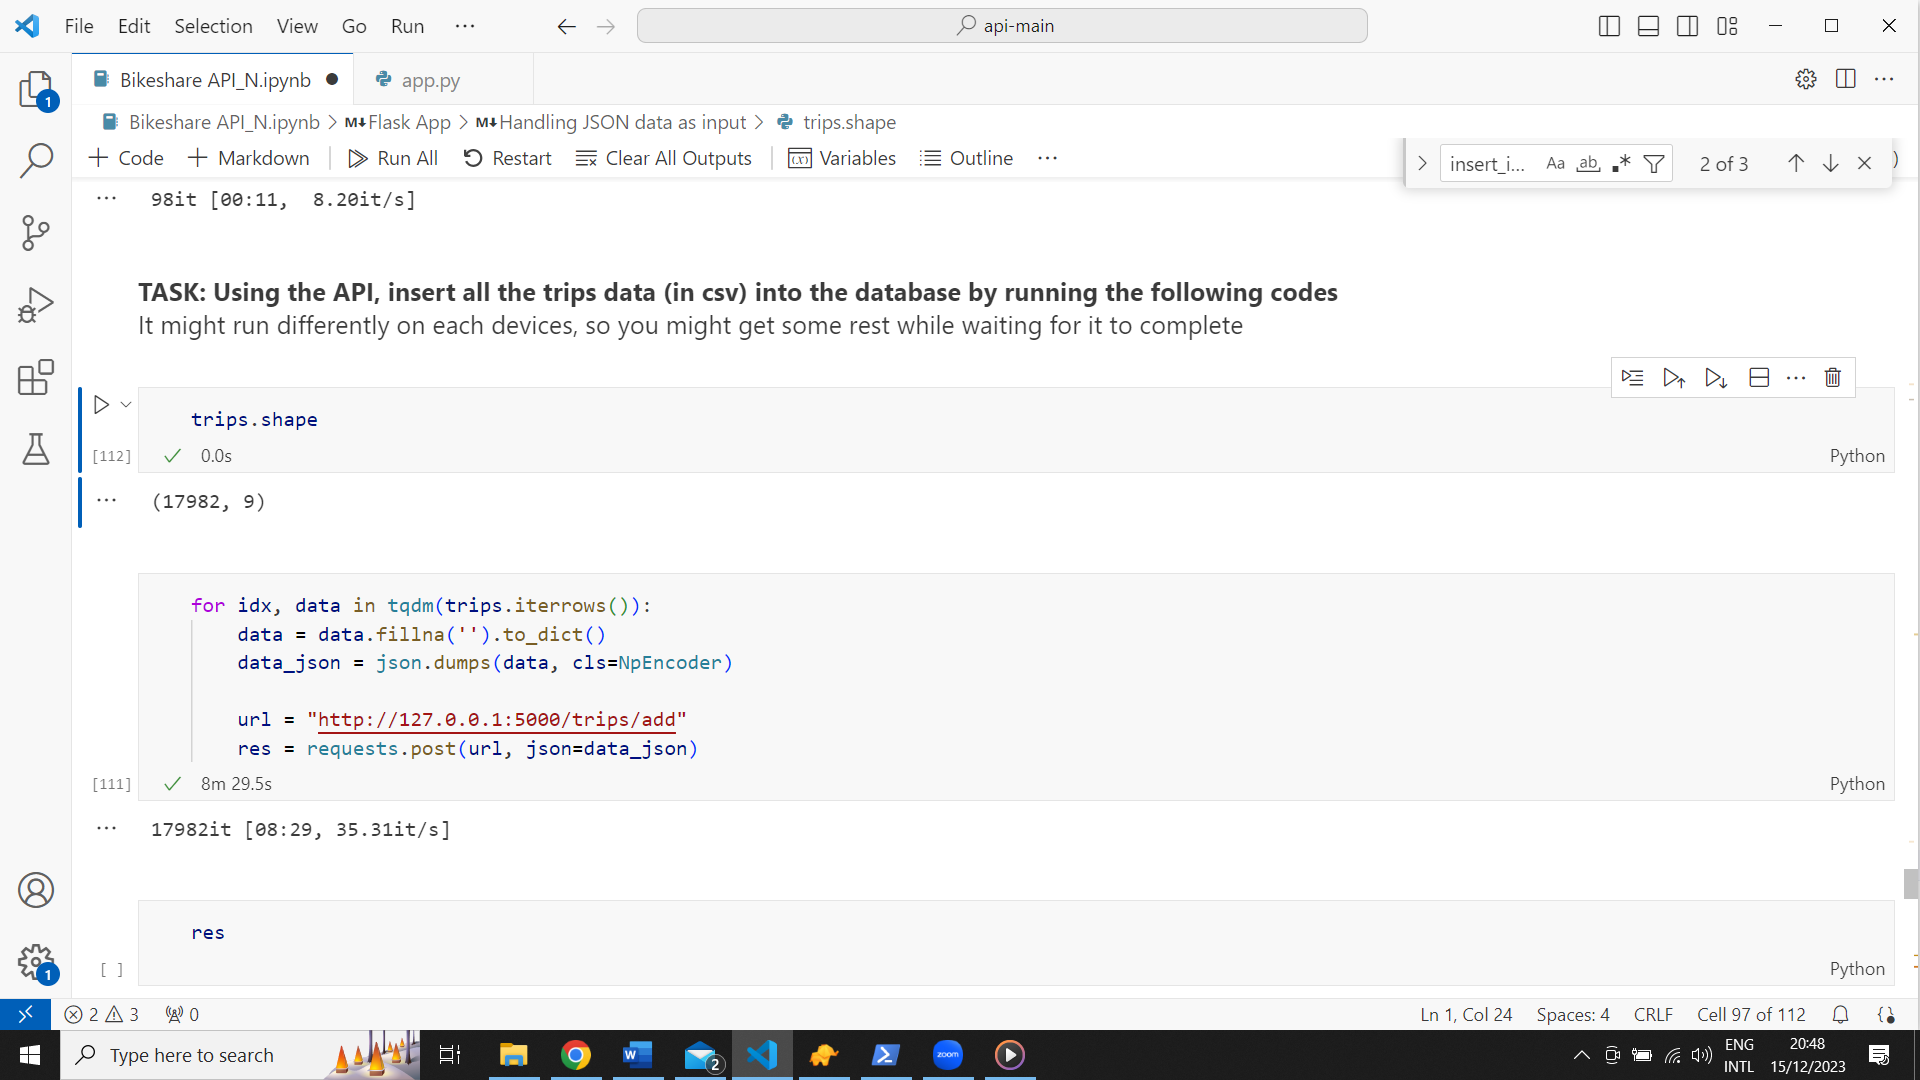 File Edit Selection View Go Run ··· api-main
Bikeshare API_N.ipynb app.py
Bikeshare API_N.ipynb > M↓Flask App > M↓Handling JSON data as input > trips.shape
+ Code + Markdown Run All Restart Clear All Outputs Variables Outline ···
insert_i... Aa ab .* 2 of 3
98it [00:11, 8.20it/s]
TASK: Using the API, insert all the trips data (in csv) into the database by running the following codes
It might run differently on each devices, so you might get some rest while waiting for it to complete
trips.shape
[112] 0.0s Python
(17982, 9)
for idx, data in tqdm(trips.iterrows()):
data = data.fillna('').to_dict()
data_json = json.dumps(data, cls=NpEncoder)
url = "http://127.0.0.1:5000/trips/add"
res = requests.post(url, json=data_json)
[111] 8m 29.5s Python
17982it [08:29, 35.31it/s]
res
[ ] Python
1
1
2 3 0 Ln 1, Col 24 Spaces: 4 CRLF Cell 97 of 112
Type here to search
W
2
zoom
ENG
INTL
20:48
15/12/2023